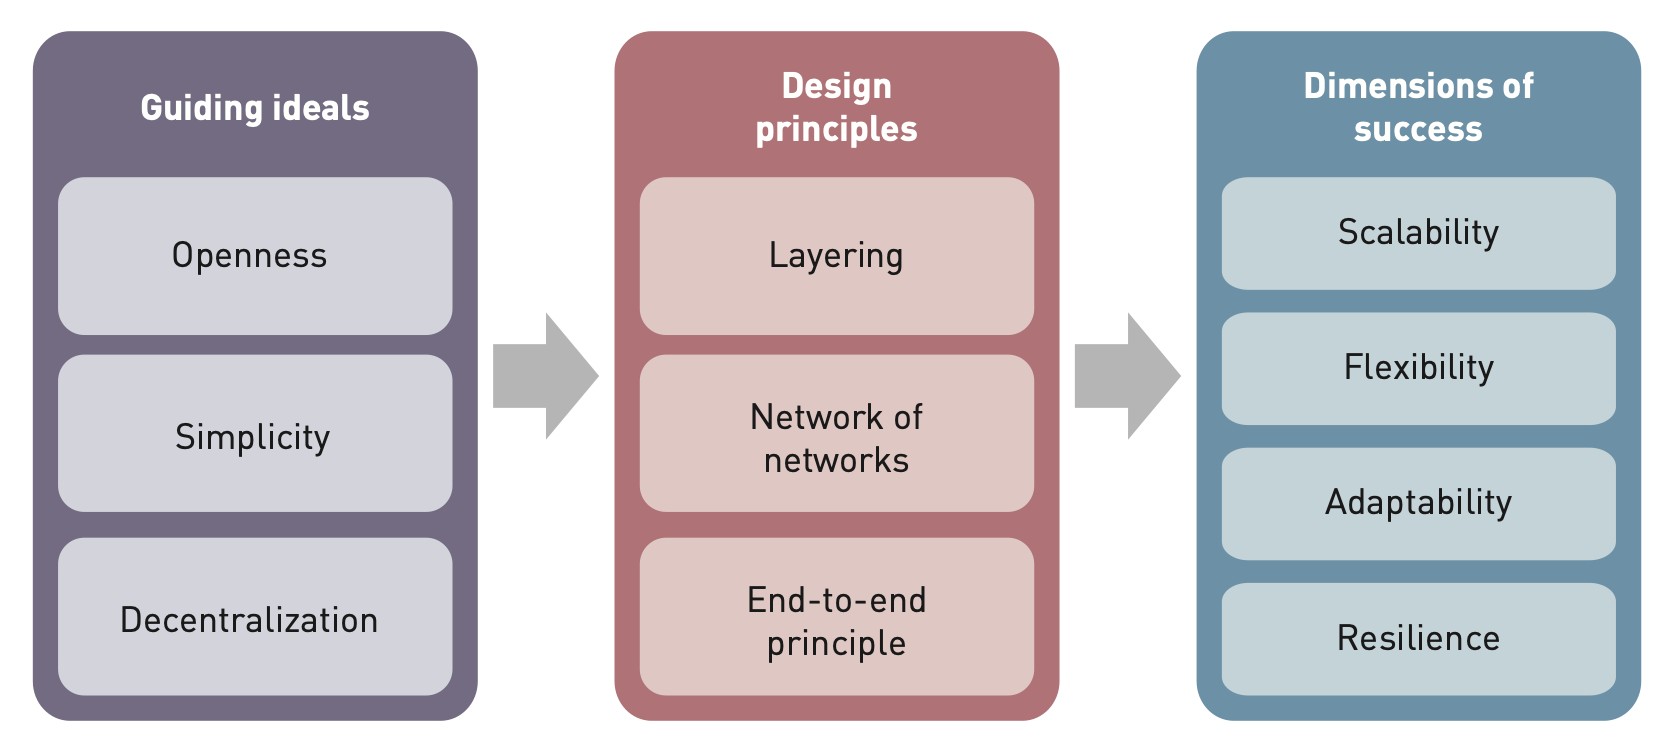 Guiding ideals
Openness
Simplicity
Decentralization
Design
principles
Layering
Network of
networks
End-to-end
principle
Dimensions of
success
Scalability
Flexibility
Adaptability
Resilience